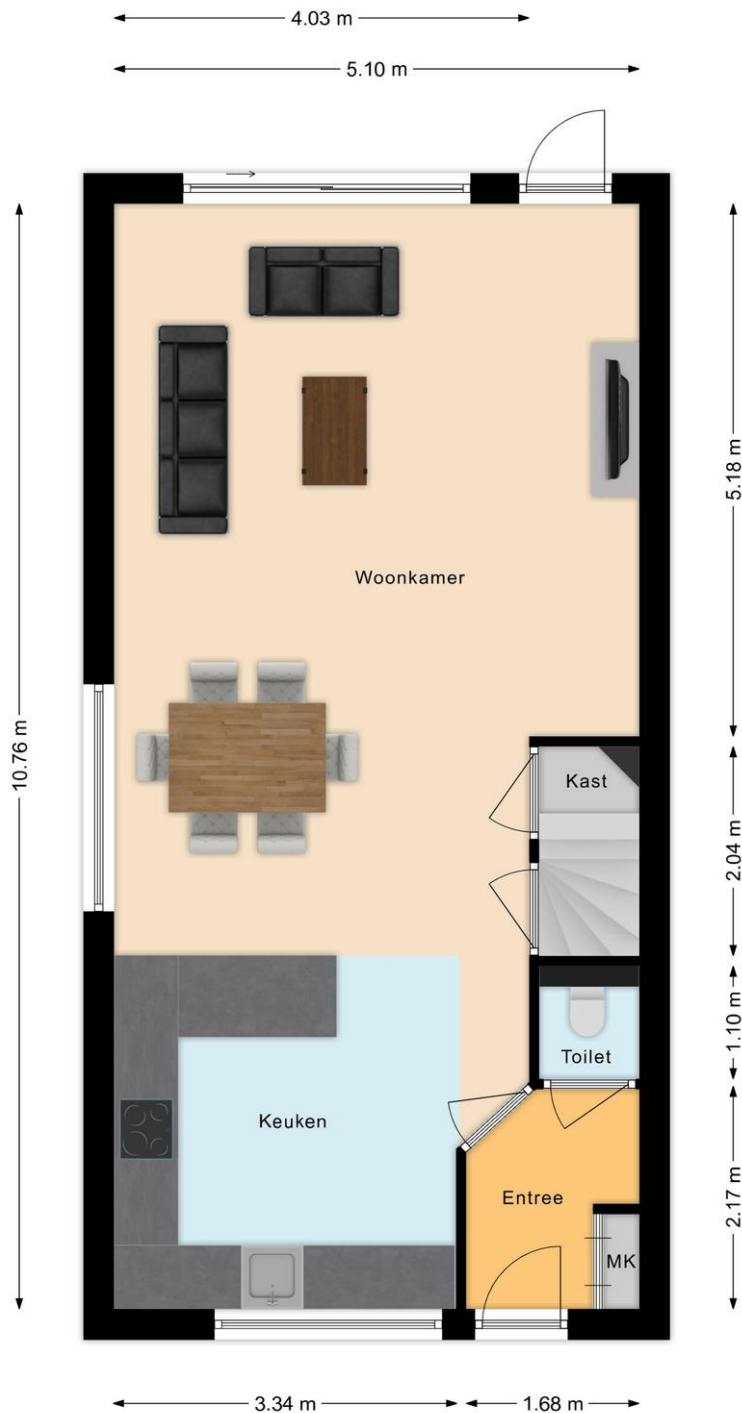 4.03 m
5.10 m
10.76 m
5.18 m
Woonkamer
Kast
2.04 m
1.10 m
Toilet
Keuken
Entree
2.17 m
MK
3.34 m
1.68 m